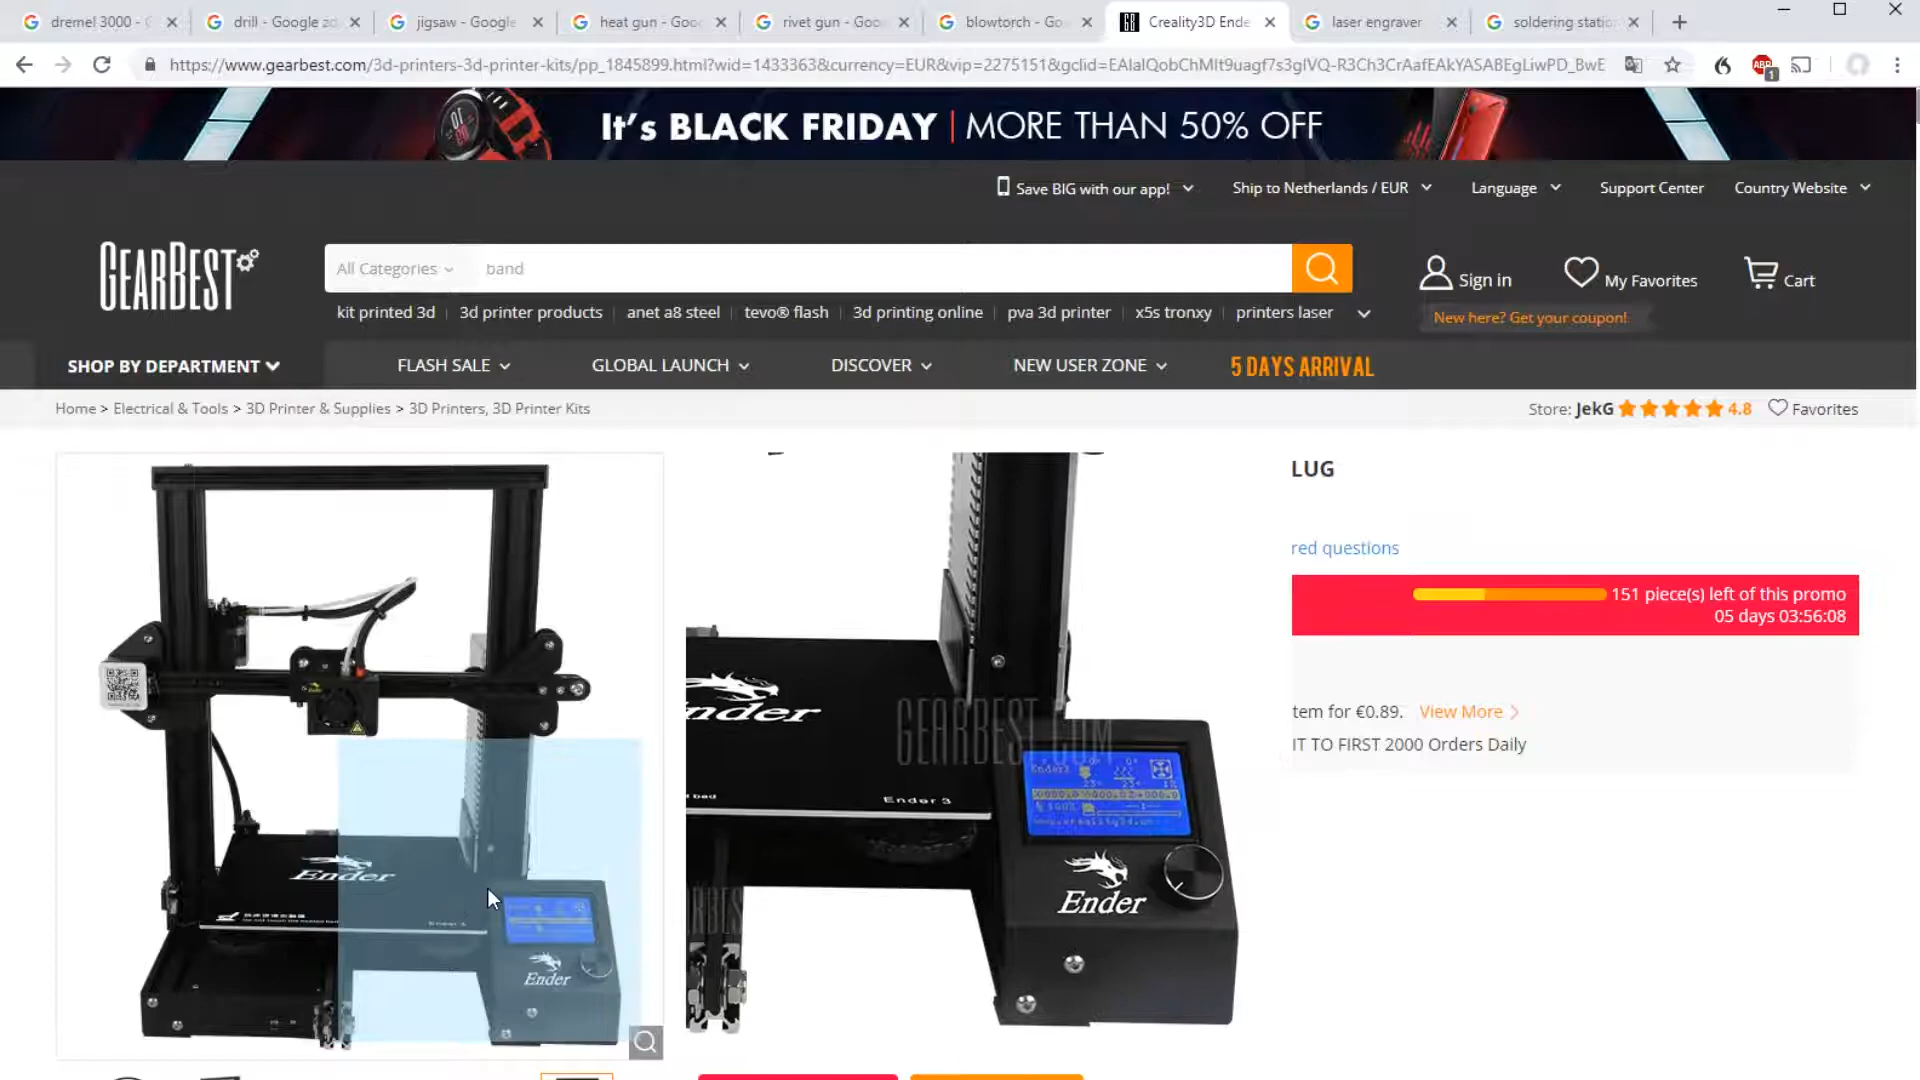 dremel 3000 - G
drill - Google zo
jigsaw - Google
heat gun - Goo
rivet gun - Goo
blowtorch - Go
Creality3D Ende
laser engraver
soldering statio
https://www.gearbest.com/3d-printers-3d-printer-kits/pp_1845899.html?wid=1433363&currency=EUR&vip=2275151&gclid=EAIaIQobChMIt9uagf7s3gIVQ-R3Ch3CrAafEAkYASABEgLiwPD_BwE
ABP
1
It's BLACK FRIDAY | MORE THAN 50% OFF
Save BIG with our app!
Ship to Netherlands / EUR
Language
Support Center
Country Website
GEARBEST
All Categories
band
Sign in
My Favorites
Cart
kit printed 3d
3d printer products
anet a8 steel
tevo® flash
3d printing online
pva 3d printer
x5s tronxy
printers laser
New here? Get your coupon!
SHOP BY DEPARTMENT
FLASH SALE
GLOBAL LAUNCH
DISCOVER
NEW USER ZONE
5 DAYS ARRIVAL
Home > Electrical & Tools > 3D Printer & Supplies > 3D Printers, 3D Printer Kits
Store: JekG
4.8
Favorites
LUG
red questions
151 piece(s) left of this promo
05 days 03:56:08
tem for €0.89.
View More
IT TO FIRST 2000 Orders Daily
Ender
Ender
nder
bed
Ender 3
GEARBEST.COM
Ender